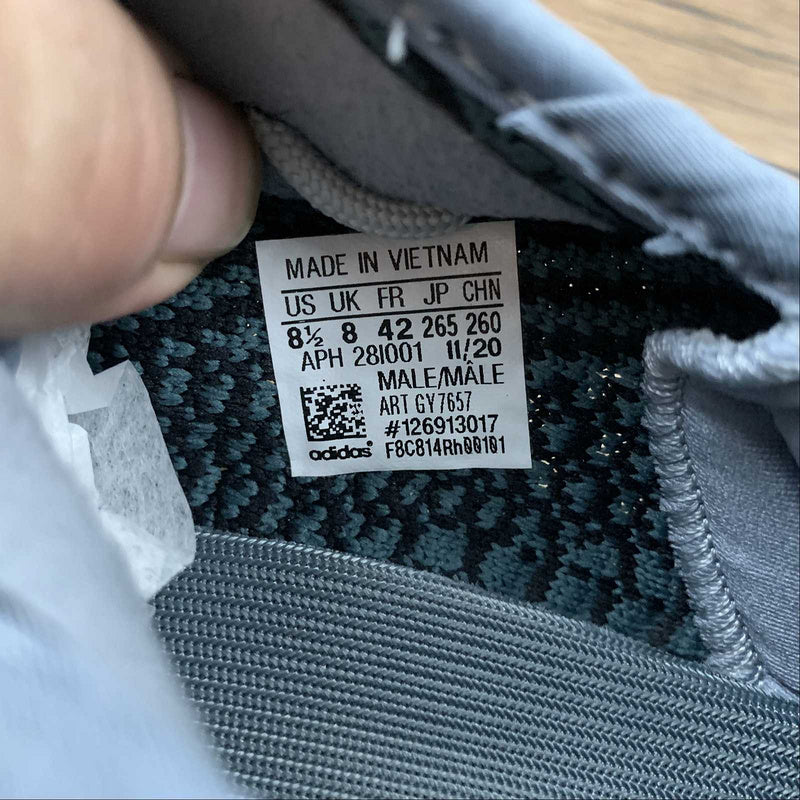 MADE IN VIETNAM
US UK FR JP CHN
8½ 8 42 265 260
APH 28I001 11/20
MALE/MÂLE
ART GY7657
#126913017
adidas® F8C814Rh00101